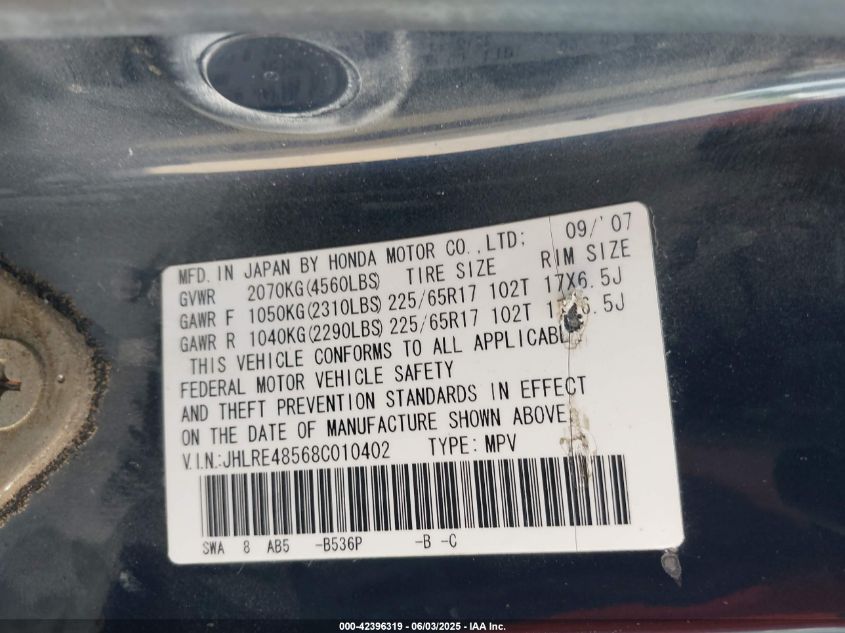 MFD. IN JAPAN BY HONDA MOTOR CO., LTD; 09/'07
GVWR 2070KG(4560LBS) TIRE SIZE RIM SIZE
GAWR F 1050KG(2310LBS) 225/65R17 102T 17X6.5J
GAWR R 1040KG(2290LBS) 225/65R17 102T 6.5J
THIS VEHICLE CONFORMS TO ALL APPLICABLE
FEDERAL MOTOR VEHICLE SAFETY
AND THEFT PREVENTION STANDARDS IN EFFECT
ON THE DATE OF MANUFACTURE SHOWN ABOVE
V.I.N.:JHLRE48568C010402 TYPE: MPV
SWA 8 AB5 -B536P -B -C
000-42396319 - 06/03/2025 - IAA Inc.